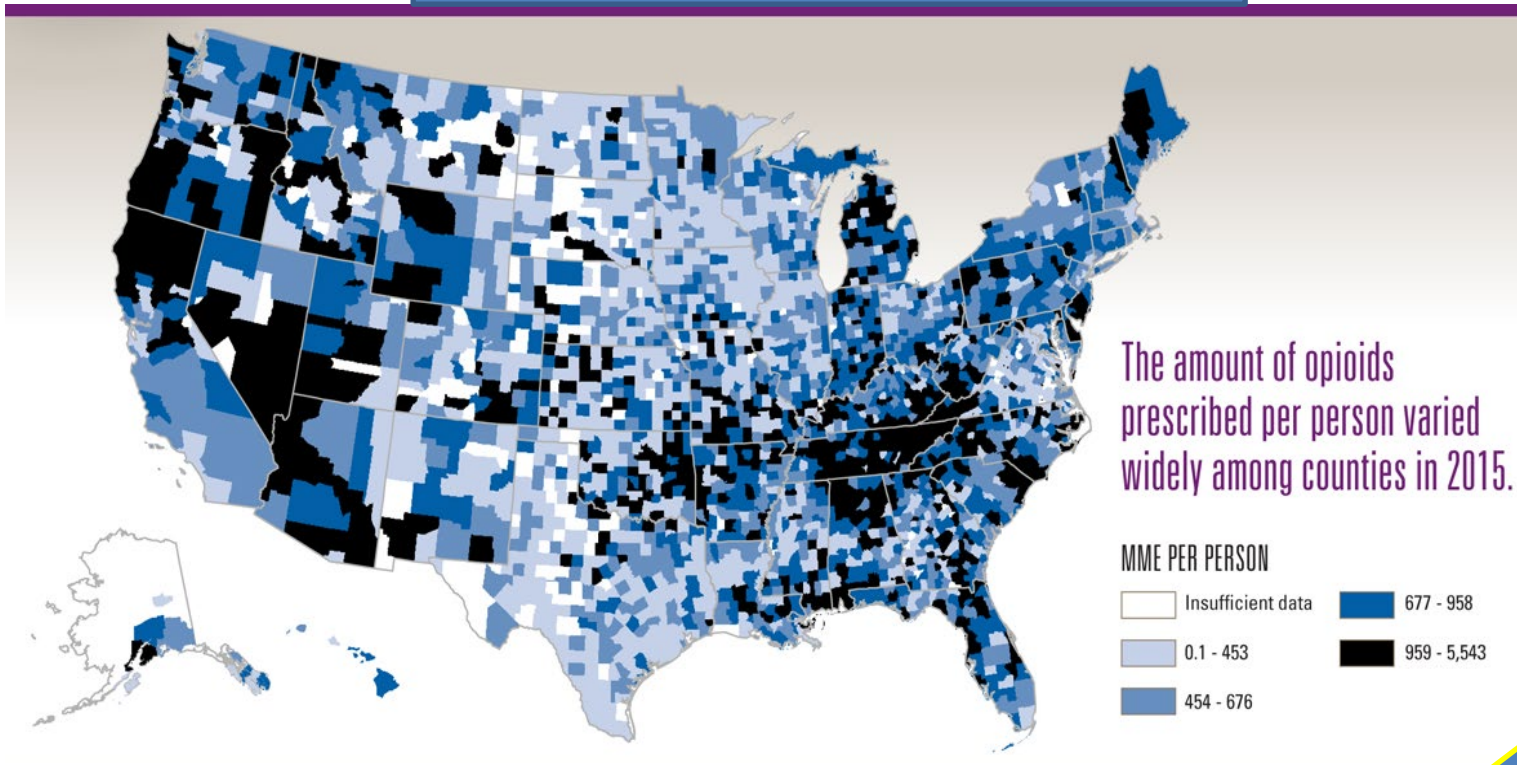 The amount of opioids
prescribed per person varied
widely among counties in 2015.
MME PER PERSON
Insufficient data
0.1 - 453
454 - 676
677 - 958
959 - 5,543